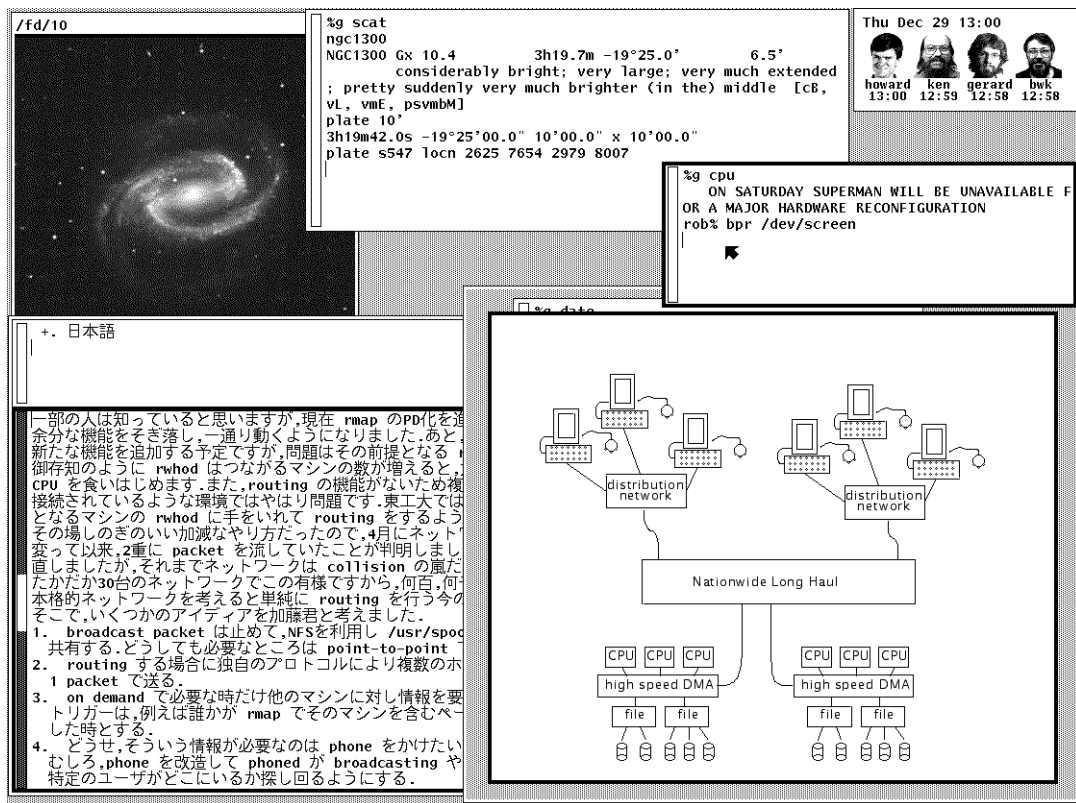 /fd/10
%g scat
ngc1300
NGC1300 Gx 10.4 3h19.7m -19°25.0' 6.5'
considerably bright; very large; very much extended
; pretty suddenly very much brighter (in the) middle [cB,
vL, vmE, psvmbM]
plate 10'
3h19m42.0s -19°25'00.0" 10'00.0" x 10'00.0"
plate s547 locn 2625 7654 2979 8007
Thu Dec 29 13:00
howard ken gerard bwk
13:00 12:59 12:58 12:58
%g cpu
ON SATURDAY SUPERMAN WILL BE UNAVAILABLE F
OR A MAJOR HARDWARE RECONFIGURATION
rob% bpr /dev/screen
%g date
+. 日本語
一部の人は知っていると思いますが,現在 rmap のPD化を進
余分な機能をそぎ落し,一通り動くようになりました.あと,
新たな機能を追加する予定ですが,問題はその前提となる r
御存知のように rwhod はつながるマシンの数が増えると,
CPU を食いはじめます.また,routing の機能がないため複
接続されているような環境ではやはり問題です.東工大では
となるマシンの rwhod に手をいれて routing をするよう
その場しのぎのいい加減なやり方だったので,4月にネットワ
変って以来,2重に packet を流していたことが判明しまし
直しましたが,それまでネットワークは collision の嵐だ
たかだか30台のネットワークでこの有様ですから,何百,何千
本格的ネットワークを考えると単純に routing を行う今の
そこで,いくつかのアイディアを加藤君と考えました.
1. broadcast packet は止めて,NFSを利用し /usr/spoo
共有する.どうしても必要なところは point-to-point
2. routing する場合に独自のプロトコルにより複数のホ
1 packet で送る.
3. on demand で必要な時だけ他のマシンに対し情報を要
トリガーは,例えば誰かが rmap でそのマシンを含むペー
した時とする.
4. どうせ,そういう情報が必要なのは phone をかけたい
むしろ,phone を改造して phoned が broadcasting や
特定のユーザがどこにいるか探し回るようにする.
distribution
network
distribution
network
Nationwide Long Haul
CPU CPU CPU
high speed DMA
file file
CPU CPU CPU
high speed DMA
file file